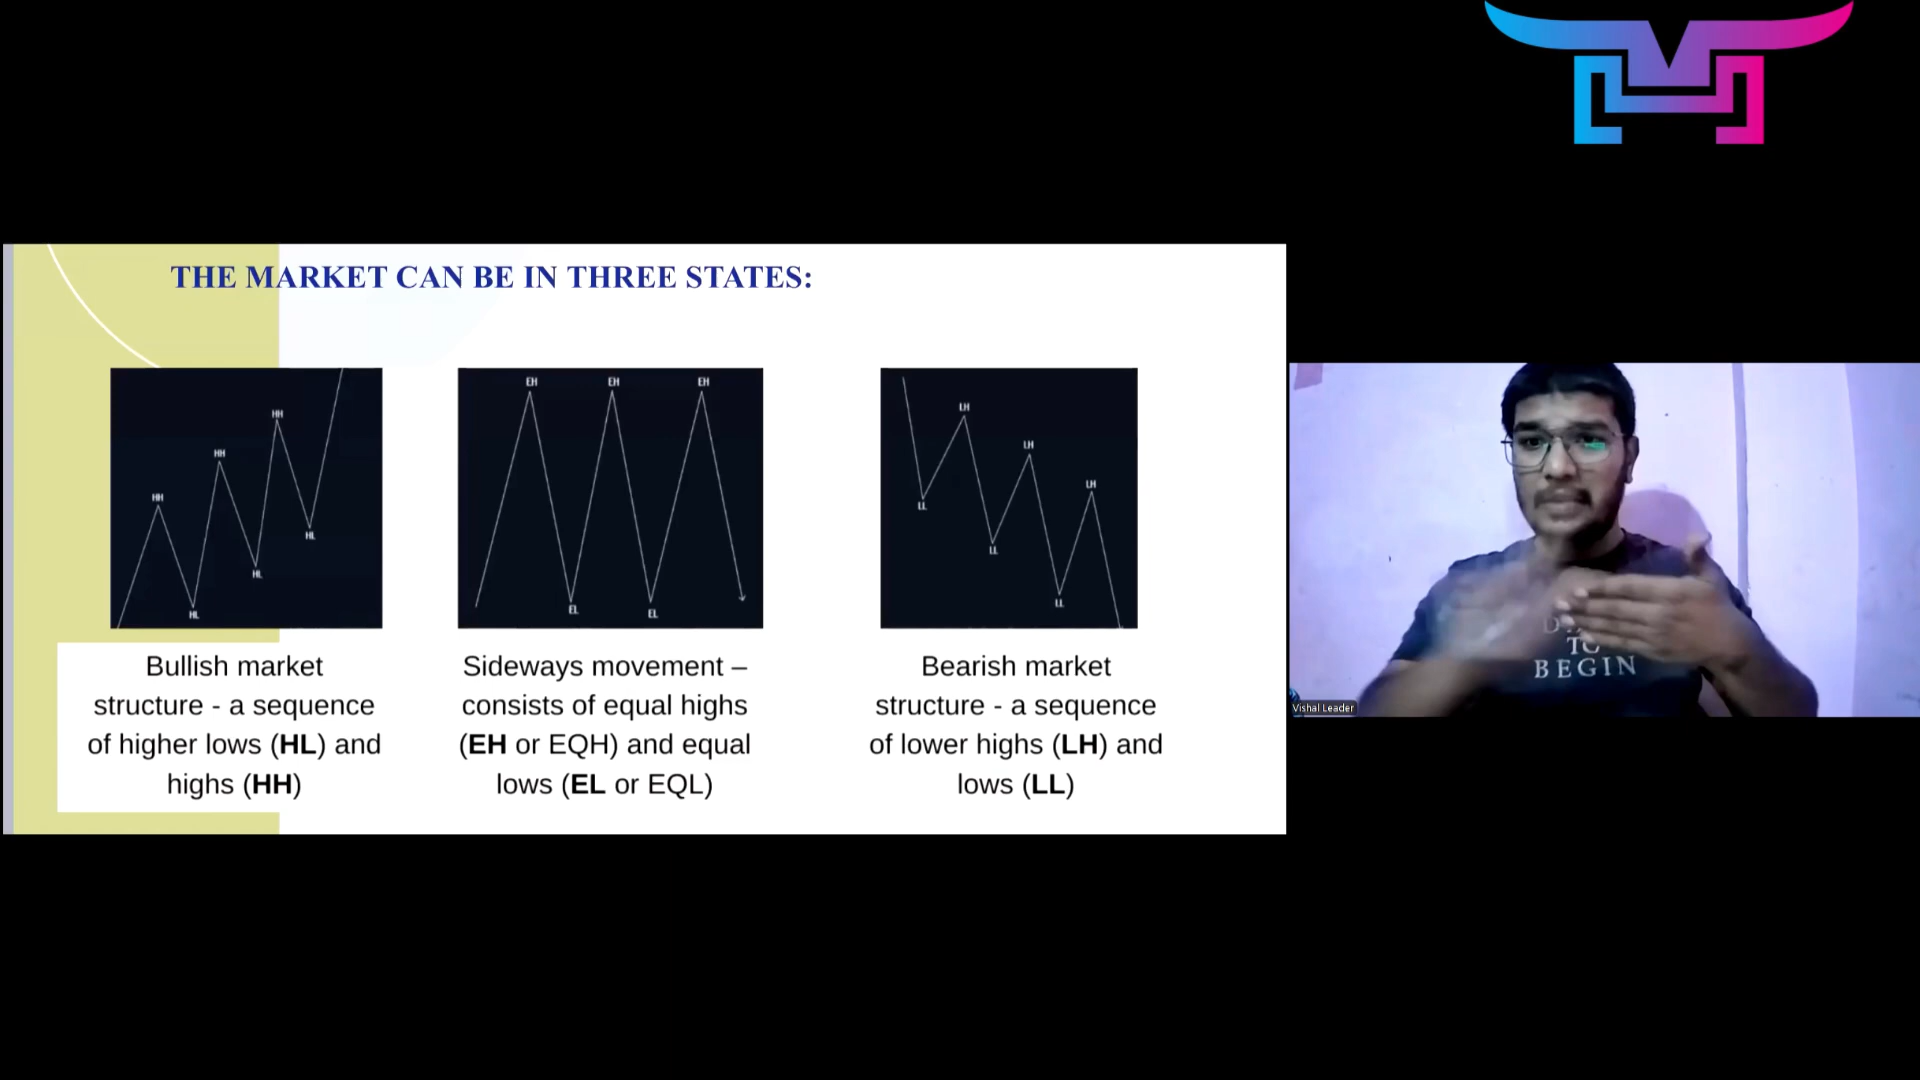 THE MARKET CAN BE IN THREE STATES:
HH
HH
HH
HL
HL
HL
EH
EH
EH
EL
EL
LH
LH
LH
LL
LL
LL
Bullish market
structure - a sequence
of higher lows (HL) and
highs (HH)
Sideways movement –
consists of equal highs
(EH or EQH) and equal
lows (EL or EQL)
Bearish market
structure - a sequence
of lower highs (LH) and
lows (LL)
TO
BEGIN
Vishal Leader